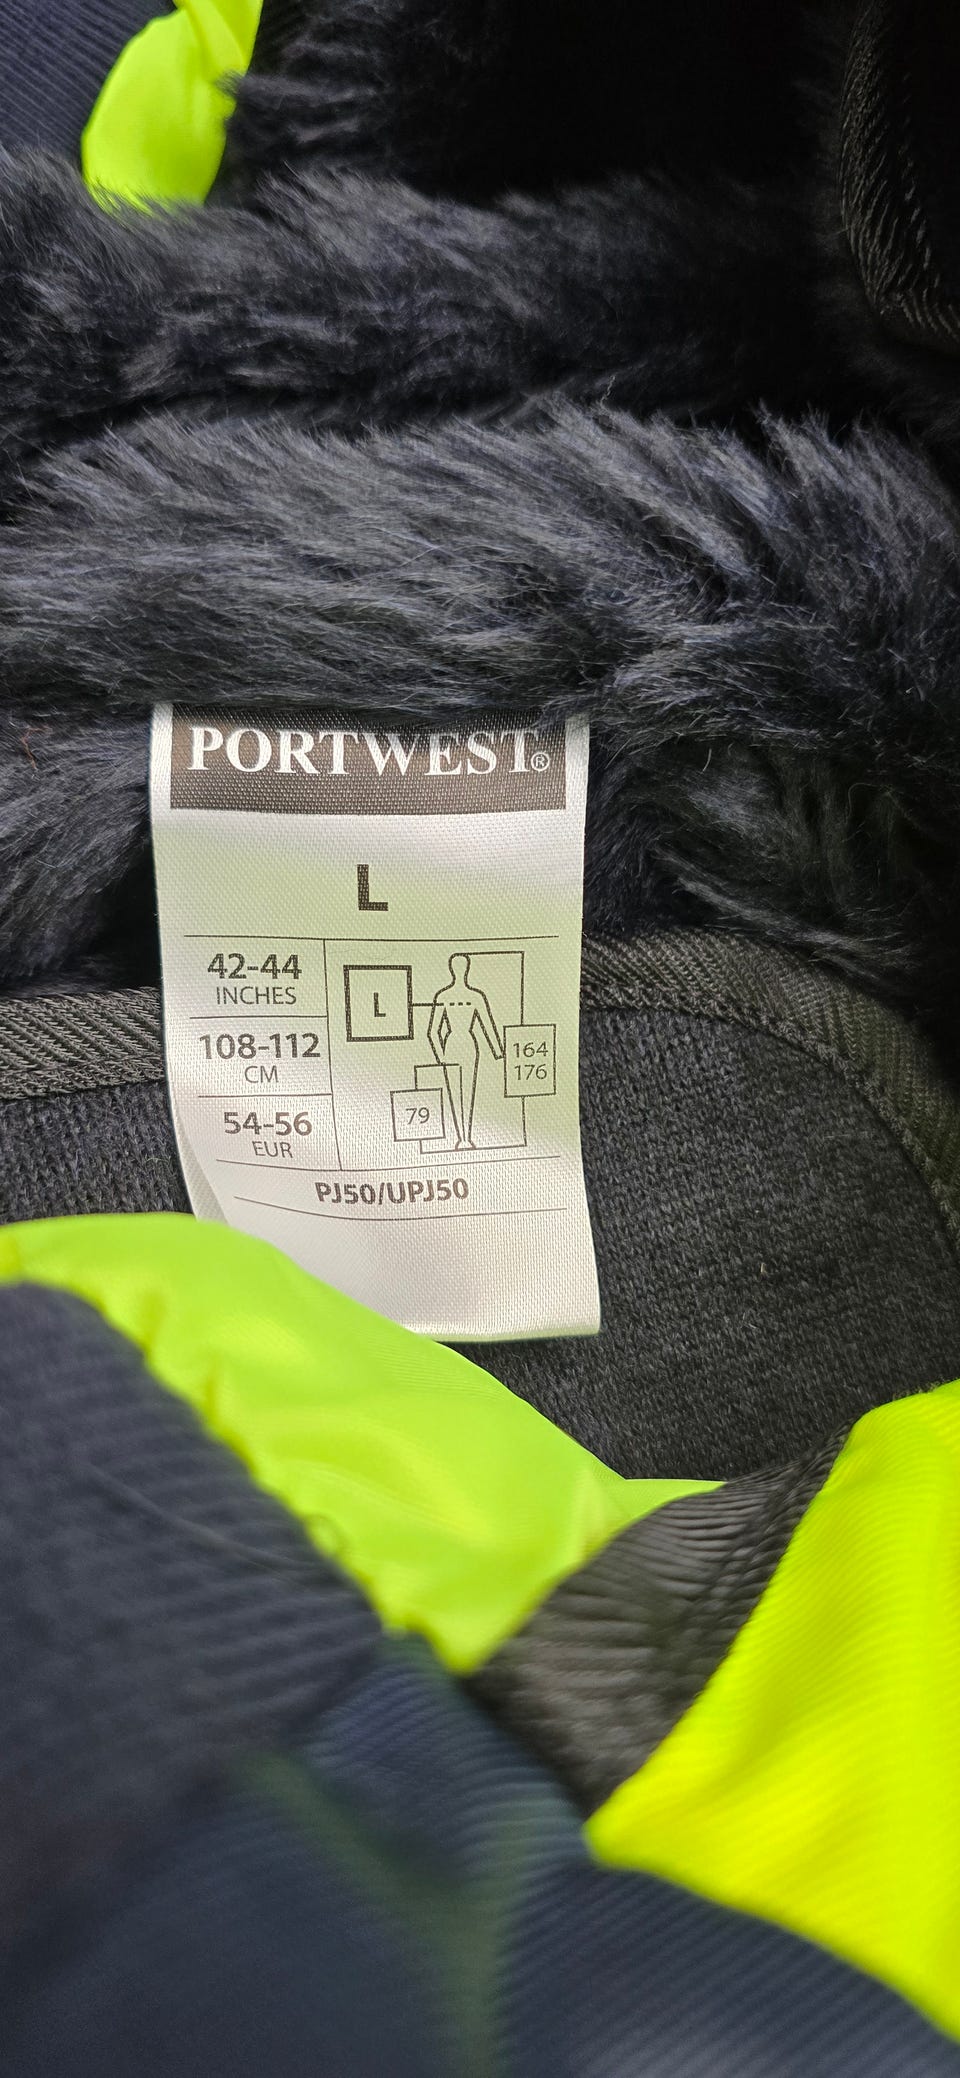 PORTWEST®
L
42-44
INCHES
108-112
CM
54-56
EUR
L
164
176
79
PJ50/UPJ50